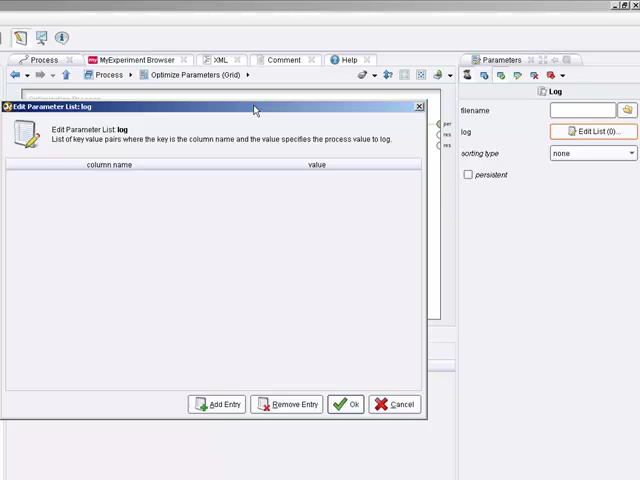 Process
MyExperiment Browser
XML
Comment
Help
Parameters
Process
Optimize Parameters (Grid)
Log
Edit Parameter List: log
filename
per
Edit Parameter List: log
log
Edit List (0)...
List of key value pairs where the key is the column name and the value specifies the process value to log.
res
res
sorting type
none
column name
value
persistent
Add Entry
Remove Entry
Ok
Cancel